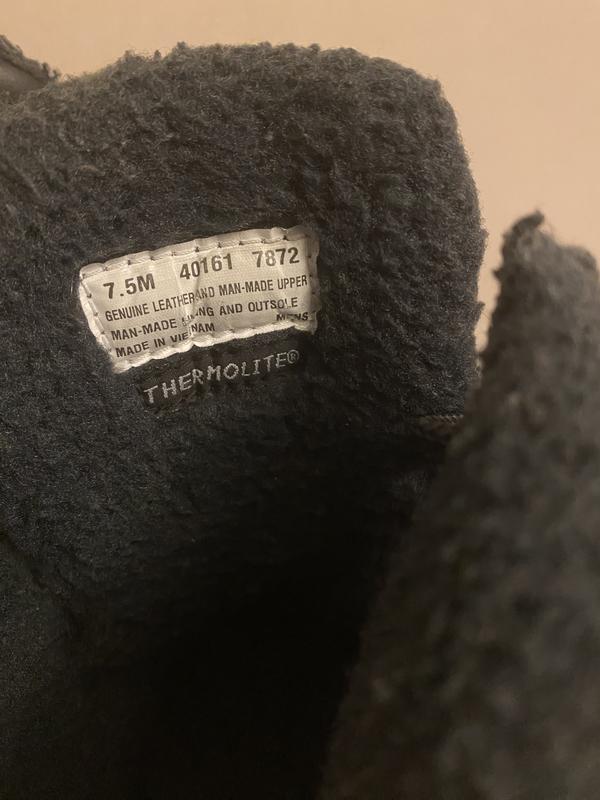 7.5M 40161 7872
GENUINE LEATHER AND MAN-MADE UPPER
MAN-MADE LINING AND OUTSOLE
MADE IN VIETNAM MENS
THERMOLITE®